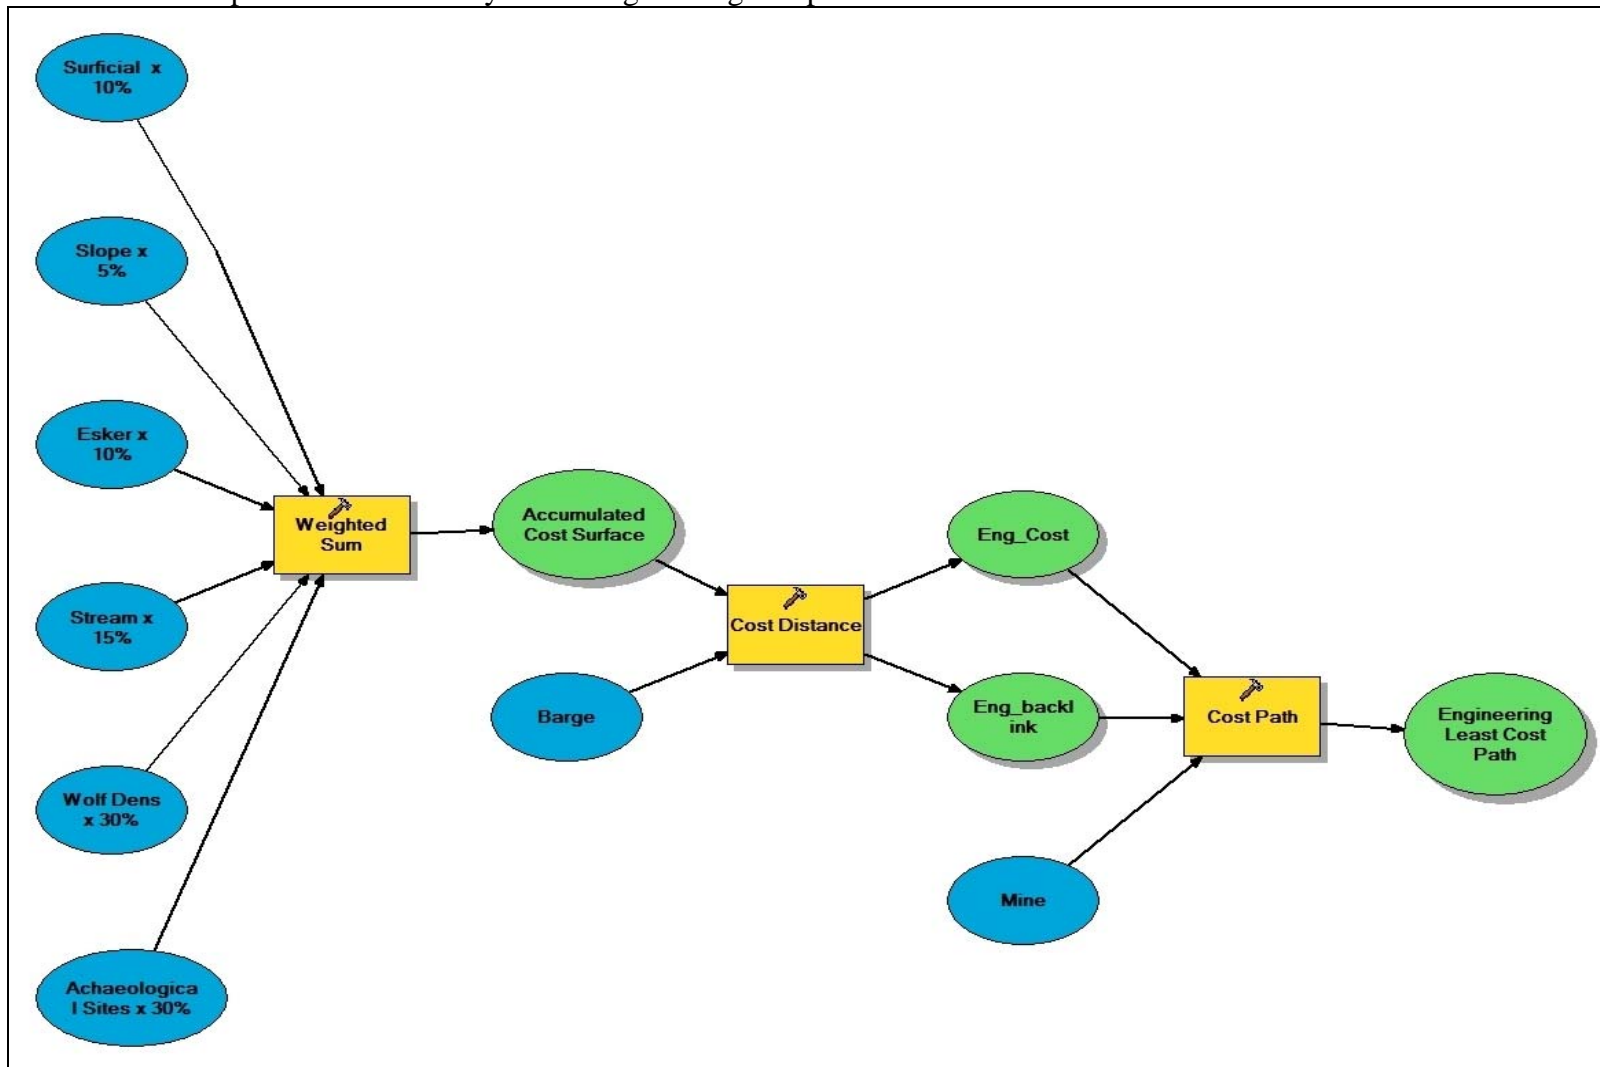 Surficial x
10%
Slope x
5%
Esker x
10%
Stream x
15%
Wolf Dens
x 30%
Achaeologica
l Sites x 30%
Weighted
Sum
Accumulated
Cost Surface
Barge
Cost Distance
Eng_Cost
Eng_backl
ink
Mine
Cost Path
Engineering
Least Cost
Path